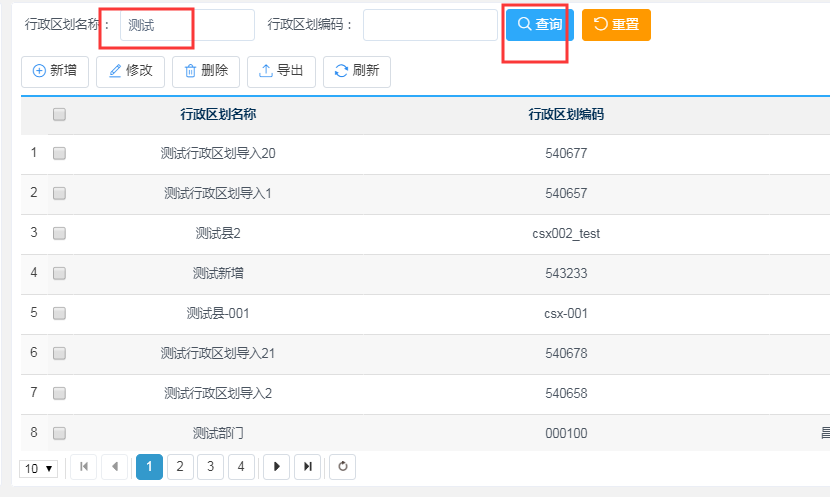 行政区划名称： 测试 行政区划编码： 查询 重置
新增 修改 删除 导出 刷新
行政区划名称 行政区划编码
1 测试行政区划导入20 540677
2 测试行政区划导入1 540657
3 测试县2 csx002_test
4 测试新增 543233
5 测试县-001 csx-001
6 测试行政区划导入21 540678
7 测试行政区划导入2 540658
8 测试部门 000100
10 1 2 3 4